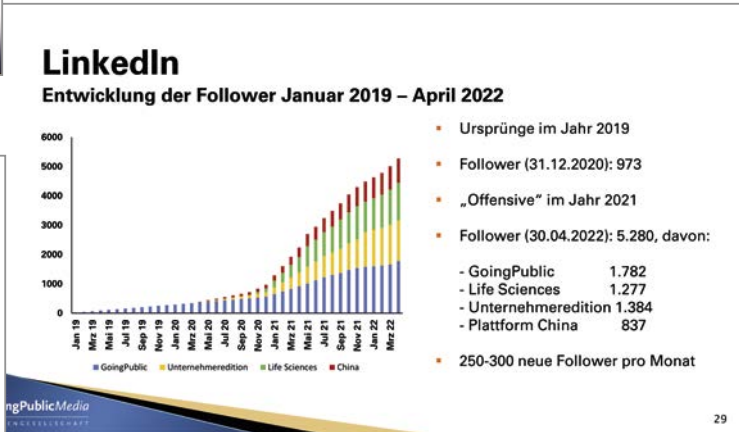 LinkedIn
Entwicklung der Follower Januar 2019 – April 2022
6000
5000
4000
3000
2000
1000
0
Jan 19
Mrz 19
Mai 19
Jul 19
Sep 19
Nov 19
Jan 20
Mrz 20
Mai 20
Jul 20
Sep 20
Nov 20
Jan 21
Mrz 21
Mai 21
Jul 21
Sep 21
Nov 21
Jan 22
Mrz 22
GoingPublic Unternehmeredition Life Sciences China
Ursprünge im Jahr 2019
Follower (31.12.2020): 973
„Offensive“ im Jahr 2021
Follower (30.04.2022): 5.280, davon:
- GoingPublic 1.782
- Life Sciences 1.277
- Unternehmeredition 1.384
- Plattform China 837
250-300 neue Follower pro Monat
ngPublicMedia
ENGESELLSCHAFT
29